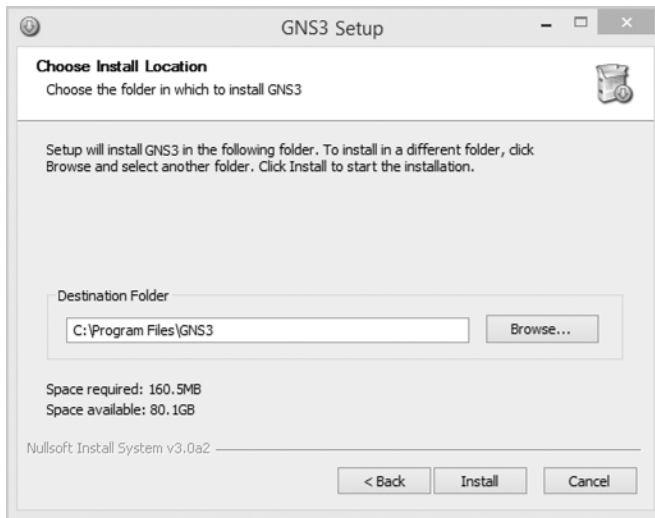 GNS3 Setup
Choose Install Location
Choose the folder in which to install GNS3
Setup will install GNS3 in the following folder. To install in a different folder, click
Browse and select another folder. Click Install to start the installation.
Destination Folder
C:\Program Files\GNS3
Browse...
Space required: 160.5MB
Space available: 80.1GB
Nullsoft Install System v3.0a2
< Back Install Cancel